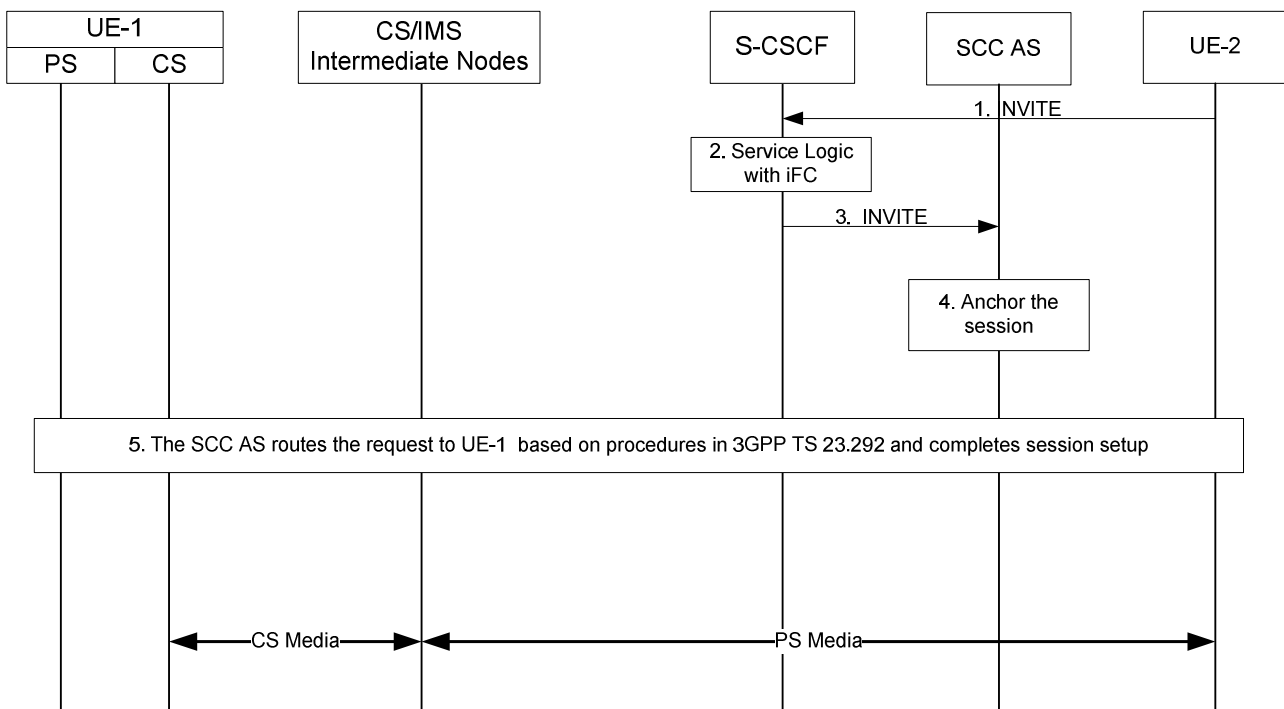 UE-1
PS
CS
CS/IMS
Intermediate Nodes
S-CSCF
SCC AS
UE-2
1. INVITE
2. Service Logic
with iFC
3. INVITE
4. Anchor the
session
5. The SCC AS routes the request to UE-1 based on procedures in 3GPP TS 23.292 and completes session setup
CS Media
PS Media